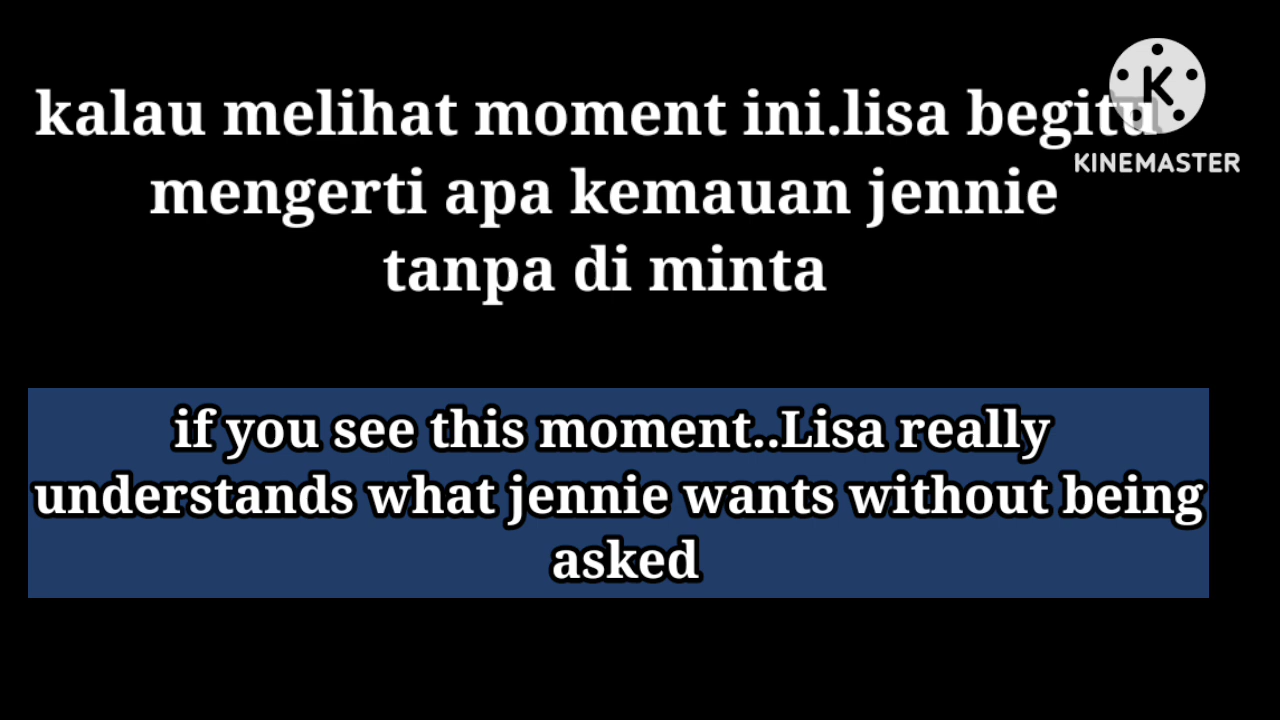 kalau melihat moment ini.lisa begitu
mengerti apa kemauan jennie
tanpa di minta
K
KINEMASTER
if you see this moment..Lisa really
understands what jennie wants without being
asked